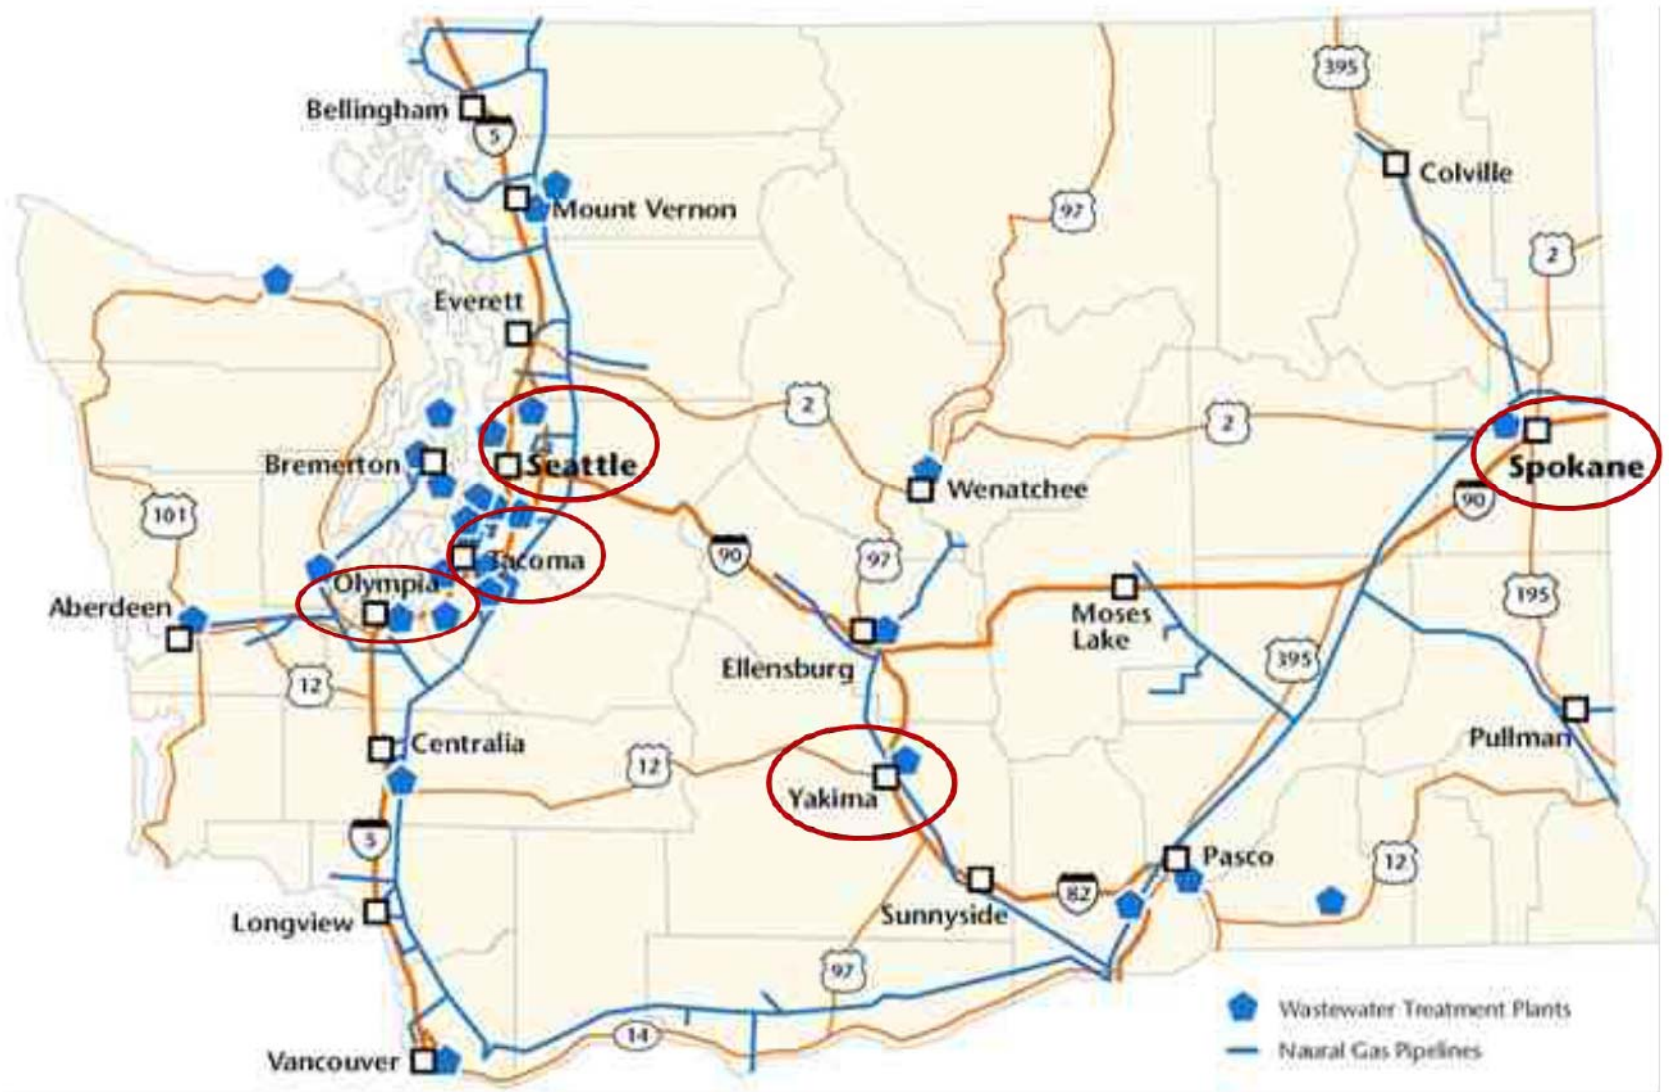 395
Bellingham
5
Colville
Mount Vernon
97
2
Everett
2
2
Bremerton
Seattle
Spokane
Wenatchee
101
90
90
97
Tacoma
Olympia
Aberdeen
Moses
Lake
195
395
Ellensburg
12
Pullman
Centralia
12
Yakima
5
Pasco
12
82
Longview
Sunnyside
97
Wastewater Treatment Plants
14
Naural Gas Pipelines
Vancouver